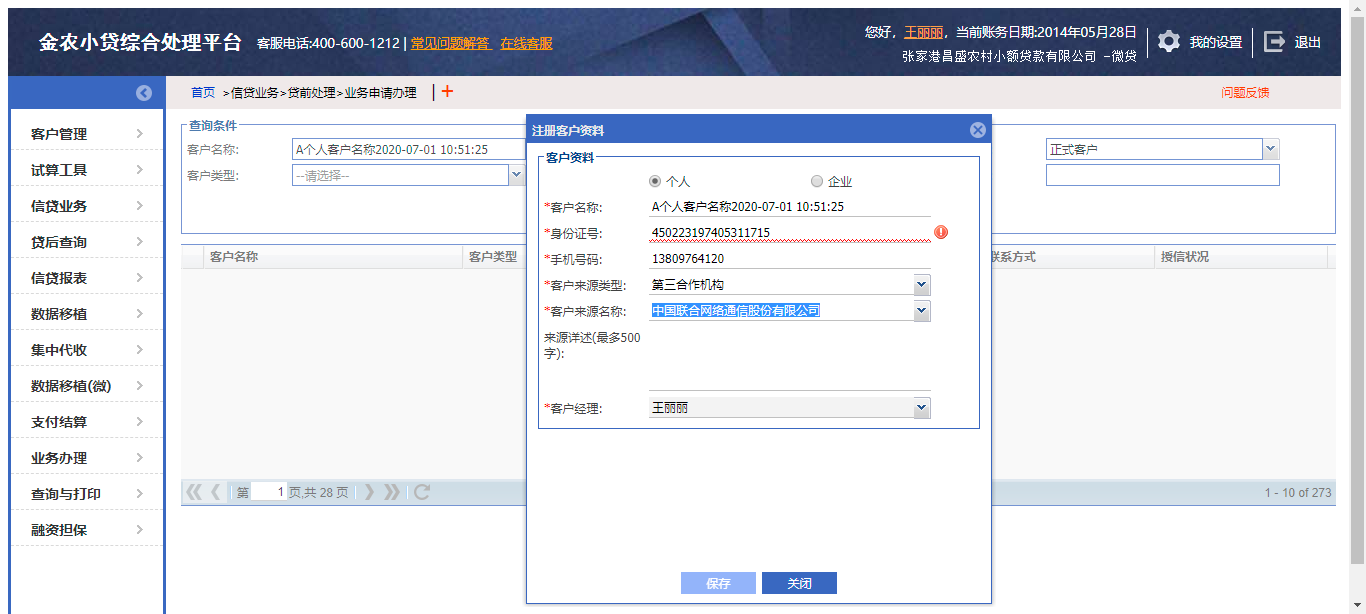 金农小贷综合处理平台 客服电话:400-600-1212 | 常见问题解答 在线客服
您好，王丽丽，当前账务日期:2014年05月28日
张家港昌盛农村小额贷款有限公司 -微贷
我的设置
退出
首页 >信贷业务>贷前处理>业务申请办理 | +
问题反馈
客户管理
试算工具
信贷业务
贷后查询
信贷报表
数据移植
集中代收
数据移植(微)
支付结算
业务办理
查询与打印
融资担保
查询条件
客户名称: A个人客户名称2020-07-01 10:51:25
正式客户
客户类型: --请选择--
客户名称 客户类型 联系方式 授信状况
第 1 页,共 28 页
1 - 10 of 273
注册客户资料
客户资料
个人 企业
*客户名称: A个人客户名称2020-07-01 10:51:25
*身份证号: 450223197405311715
*手机号码: 13809764120
*客户来源类型: 第三合作机构
*客户来源名称: 中国联合网络通信股份有限公司
来源详述(最多500
字):
*客户经理: 王丽丽
保存 关闭